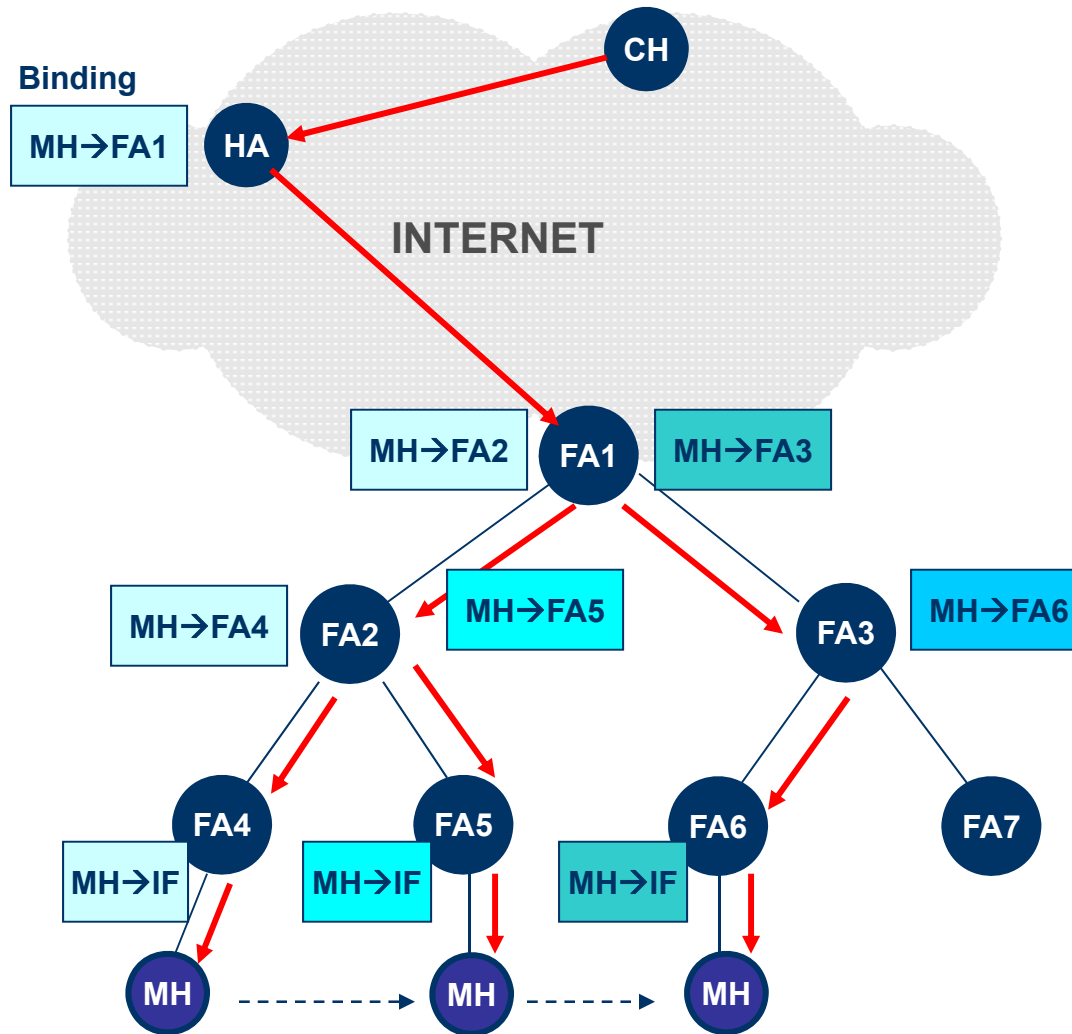 CH
Binding
MH→FA1
HA
INTERNET
MH→FA2
FA1
MH→FA3
MH→FA4
FA2
MH→FA5
FA3
MH→FA6
FA4
FA5
FA6
FA7
MH→IF
MH→IF
MH→IF
MH
MH
MH